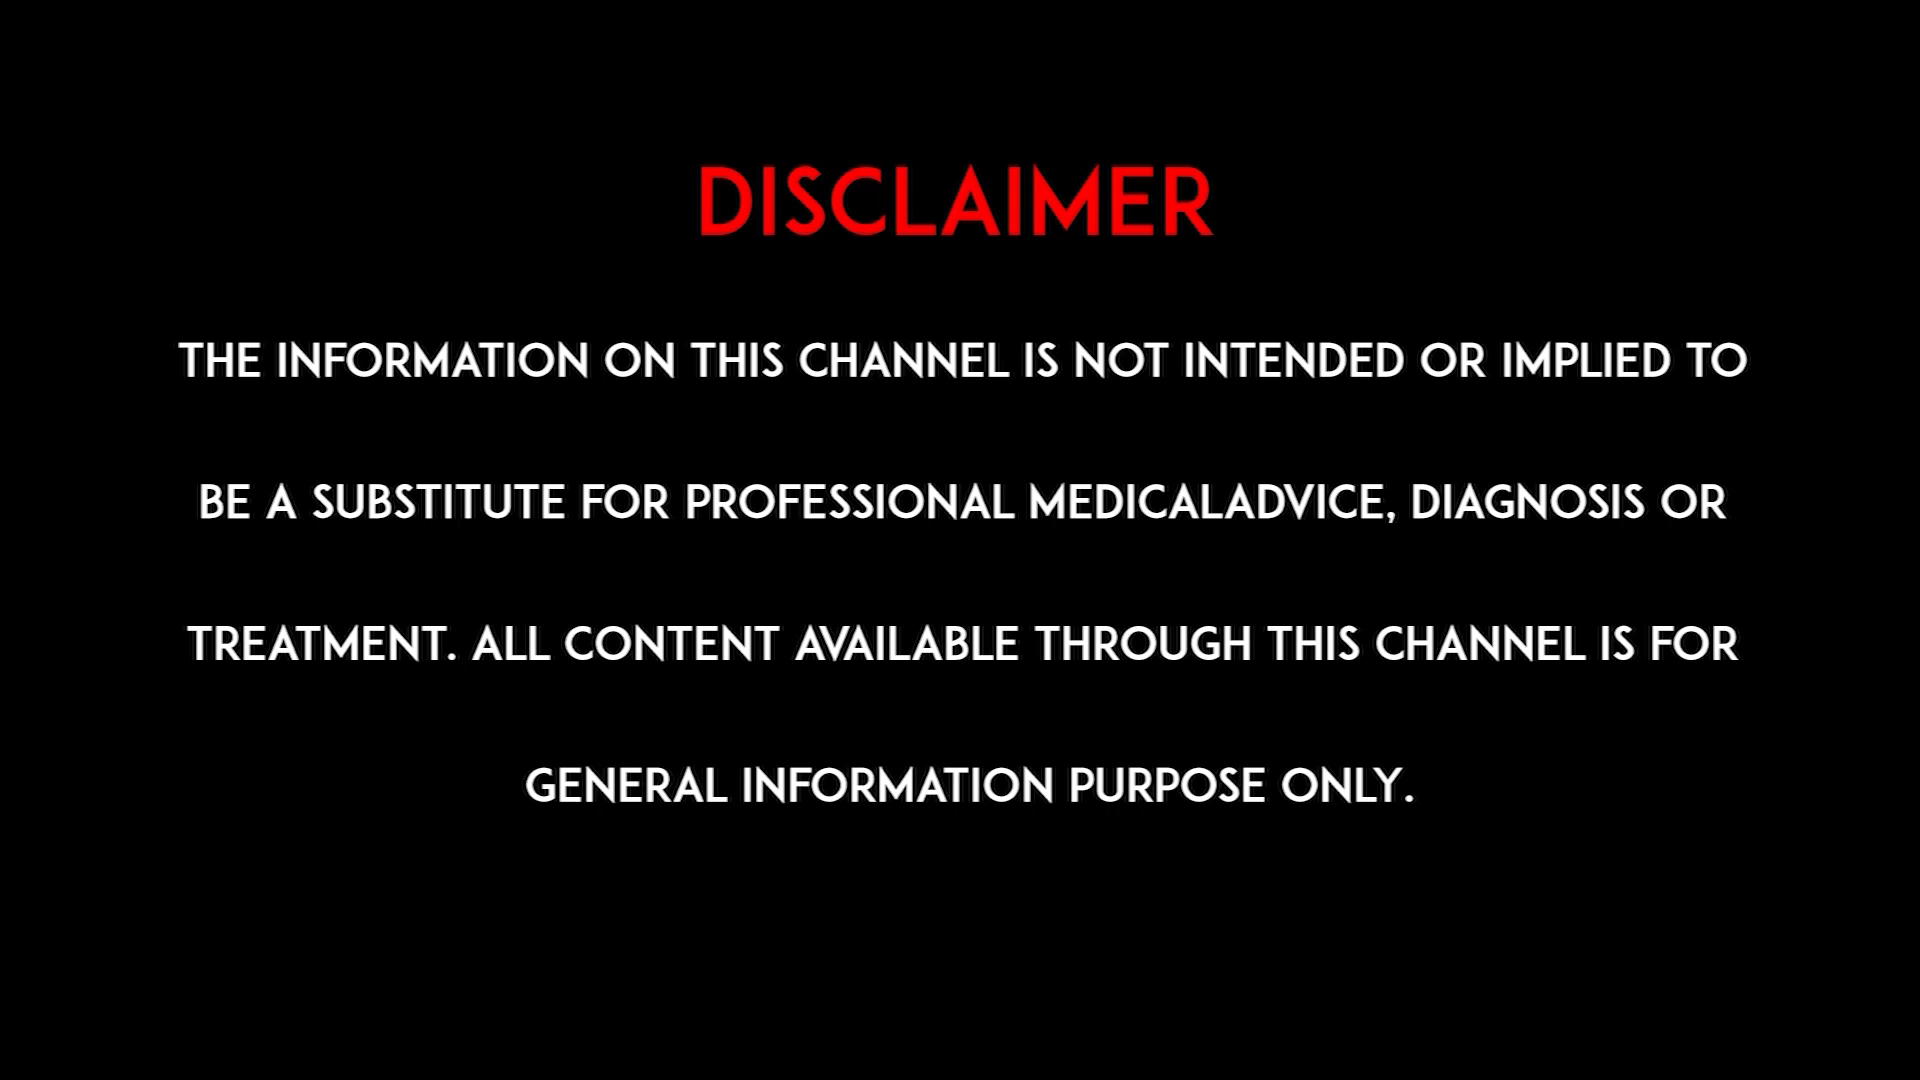 DISCLAIMER
THE INFORMATION ON THIS CHANNEL IS NOT INTENDED OR IMPLIED TO
BE A SUBSTITUTE FOR PROFESSIONAL MEDICALADVICE, DIAGNOSIS OR
TREATMENT. ALL CONTENT AVAILABLE THROUGH THIS CHANNEL IS FOR
GENERAL INFORMATION PURPOSE ONLY.